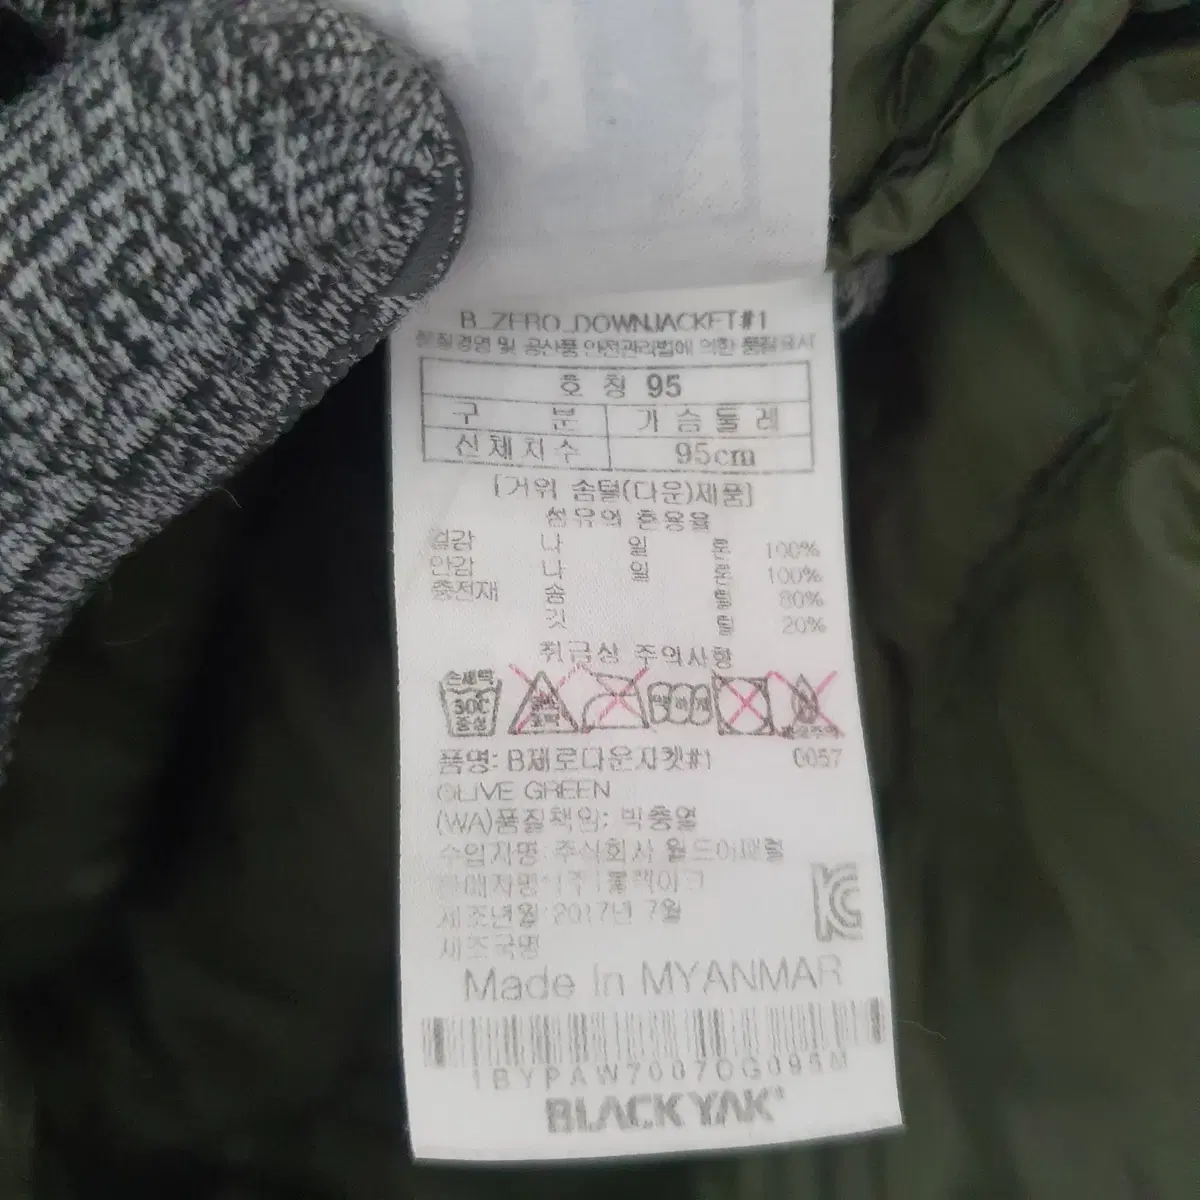 B_ZERO_DOWNJACKET#1
품질경영 및 공산품 안전관리법에 의한 품질표시
호 칭 95
구 분 가 슴 둘 레
신 체 치 수 95cm
[거위 솜털(다운)제품]
섬유의 혼용율
겉감 나 일 론 100%
안감 나 일 론 100%
충전재 솜 털 80%
깃 털 20%
취급상 주의사항
손세탁
30C
중성
약하게
품명: B제로다운자켓#1 0057
OLIVE GREEN
(WA)품질책임: 박충열
수입자명: 주식회사 월드어패럴
판매자명:(주)블랙야크
제조년월:2017년 7월
제조국명
Made In MYANMAR
1BYPAW7007OG095M
BLACKYAK